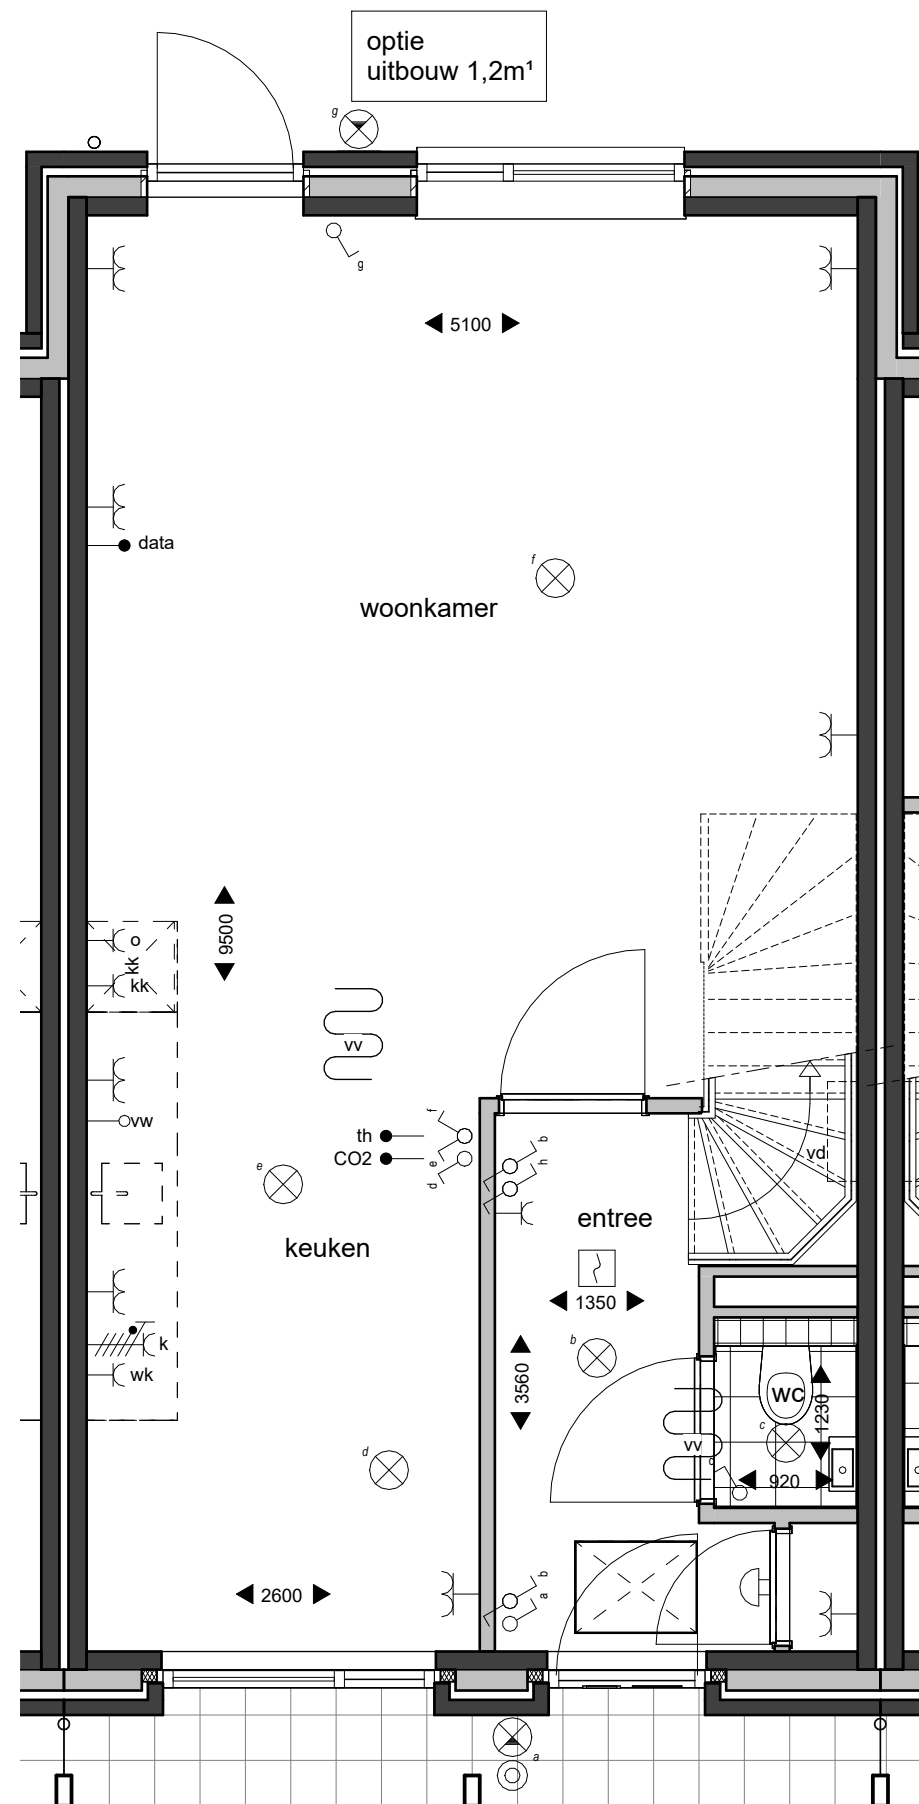 optie
uitbouw 1,2m¹
g
g
5100
data
f
woonkamer
9500
o
kk
kk
vv
vw
f
th
CO2
e
d
b
h
e
vd
entree
keuken
1350
b
3560
k
wk
wc
1230
c
vv
c
920
d
2600
b
a
a